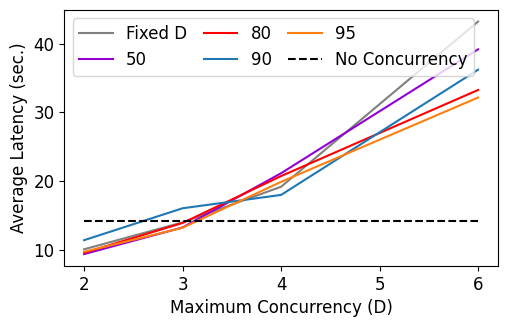 Fixed D 80 95
50 90 No Concurrency
Average Latency (sec.)
40
30
20
10
2 3 4 5 6
Maximum Concurrency (D)